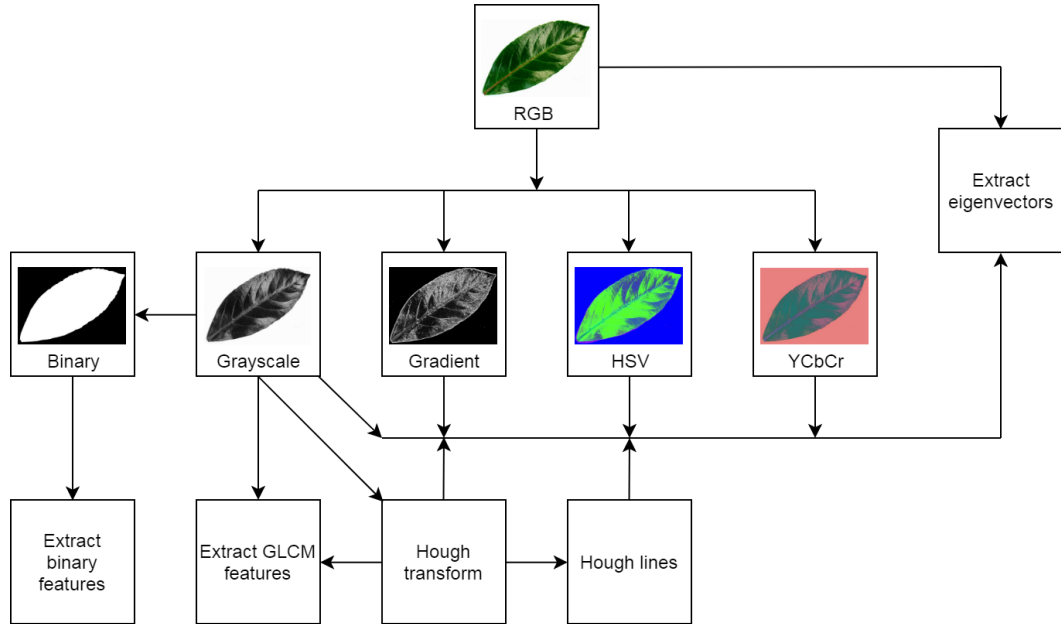 RGB
Extract
eigenvectors
Binary
Grayscale
Gradient
HSV
YCbCr
Extract
binary
features
Extract GLCM
features
Hough
transform
Hough lines